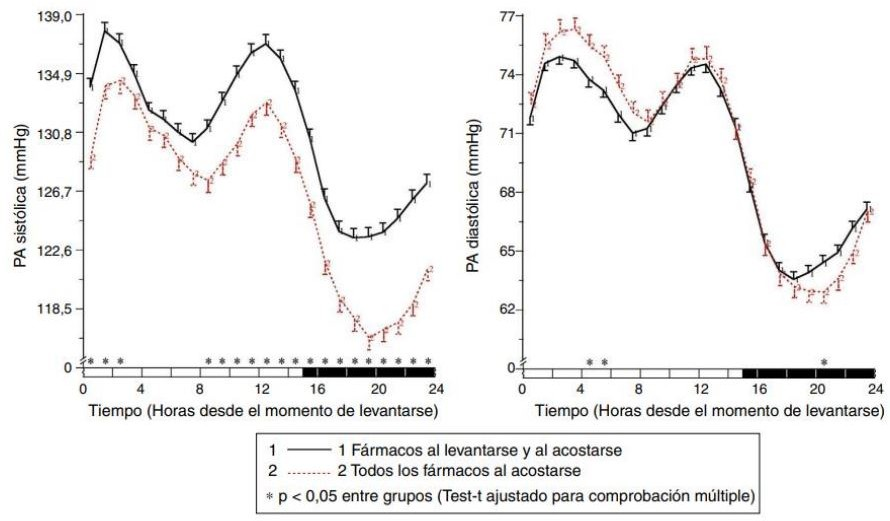 139,0
134,9
130,8
126,7
122,6
118,5
0
PA sistólica (mmHg)
* * * * * * * * * * * * * * * * * * *
0 4 8 12 16 20 24
Tiempo (Horas desde el momento de levantarse)
77
74
71
68
65
62
0
PA diastólica (mmHg)
* * *
0 4 8 12 16 20 24
Tiempo (Horas desde el momento de levantarse)
1 1 Fármacos al levantarse y al acostarse
2 2 Todos los fármacos al acostarse
* p < 0,05 entre grupos (Test-t ajustado para comprobación múltiple)